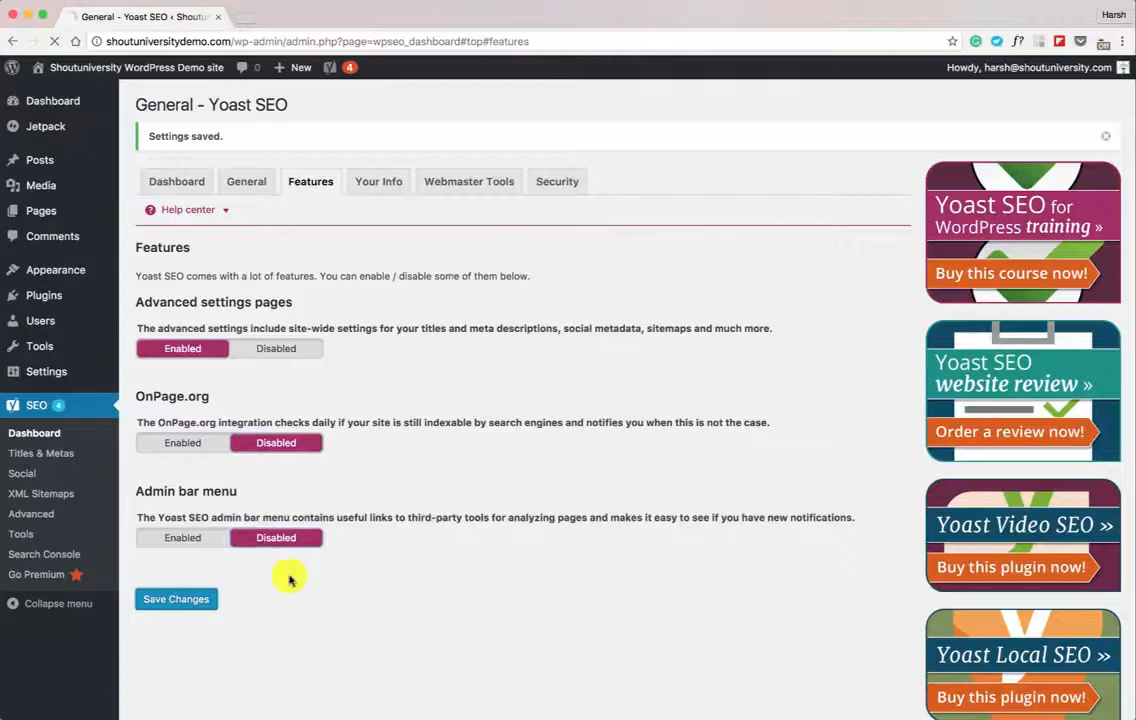 General - Yoast SEO ‹ Shoutun
Harsh
shoutuniversitydemo.com/wp-admin/admin.php?page=wpseo_dashboard#top#features
f?
Off
Shoutuniversity WordPress Demo site 0 New 4 Howdy, harsh@shoutuniversity.com
Dashboard
Jetpack
Posts
Media
Pages
Comments
Appearance
Plugins
Users
Tools
Settings
SEO 4
Dashboard
Titles & Metas
Social
XML Sitemaps
Advanced
Tools
Search Console
Go Premium
Collapse menu
General - Yoast SEO
Settings saved.
Dashboard General Features Your Info Webmaster Tools Security
Help center
Features
Yoast SEO comes with a lot of features. You can enable / disable some of them below.
Advanced settings pages
The advanced settings include site-wide settings for your titles and meta descriptions, social metadata, sitemaps and much more.
Enabled Disabled
OnPage.org
The OnPage.org integration checks daily if your site is still indexable by search engines and notifies you when this is not the case.
Enabled Disabled
Admin bar menu
The Yoast SEO admin bar menu contains useful links to third-party tools for analyzing pages and makes it easy to see if you have new notifications.
Enabled Disabled
Save Changes
Yoast SEO for
WordPress training »
Buy this course now!
Yoast SEO
website review »
Order a review now!
Yoast Video SEO »
Buy this plugin now!
Yoast Local SEO »
Buy this plugin now!